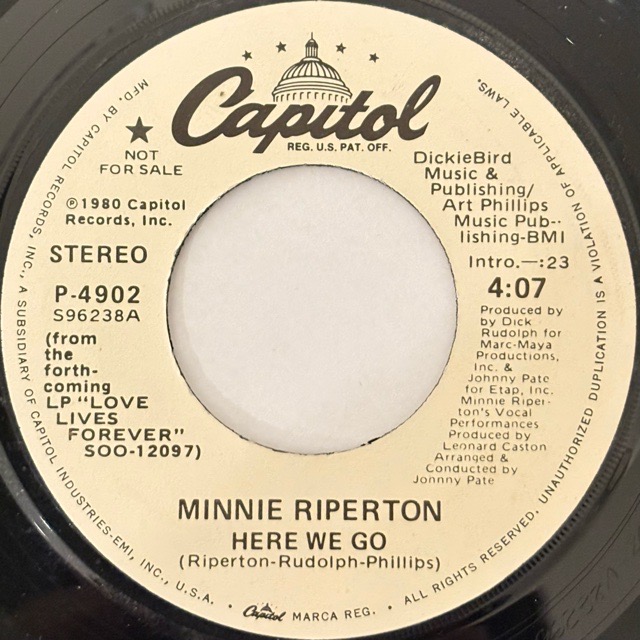 Capitol
REG. U.S. PAT. OFF.
★
NOT
FOR SALE
℗1980 Capitol
Records, Inc.
STEREO
P-4902
S96238A
(from
the
forth-
coming
LP "LOVE
LIVES
FOREVER"
SOO-12097)
DickieBird
Music &
Publishing/
Art Phillips
Music Pub-
lishing-BMI
Intro.—:23
4:07
Produced by
by Dick
Rudolph for
Marc-Maya
Productions,
Inc. &
Johnny Pate
for Etap, Inc.
Minnie Riper-
ton's Vocal
Performances
Produced by
Leonard Caston
Arranged &
Conducted by
Johnny Pate
MINNIE RIPERTON
HERE WE GO
(Riperton-Rudolph-Phillips)
MFD. BY CAPITOL RECORDS, INC., A SUBSIDIARY OF CAPITOL INDUSTRIES-EMI, INC., U.S.A. • Capitol MARCA REG. • ALL RIGHTS RESERVED. UNAUTHORIZED DUPLICATION IS A VIOLATION OF APPLICABLE LAWS.